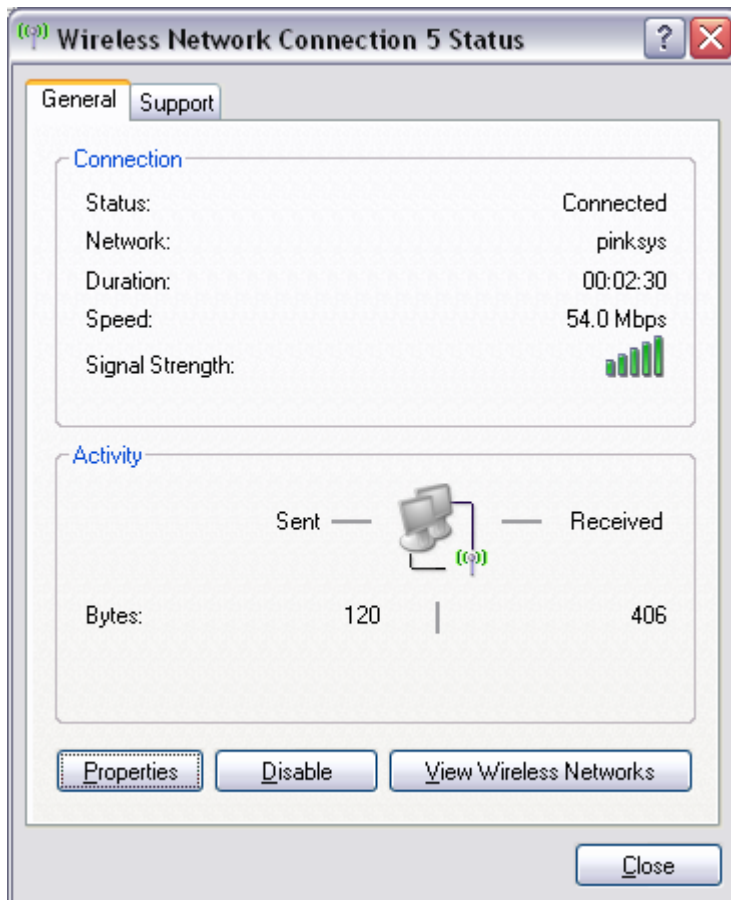 Wireless Network Connection 5 Status
General Support
Connection
Status: Connected
Network: pinksys
Duration: 00:02:30
Speed: 54.0 Mbps
Signal Strength:
Activity
Sent Received
Bytes: 120 406
Properties Disable View Wireless Networks
Close